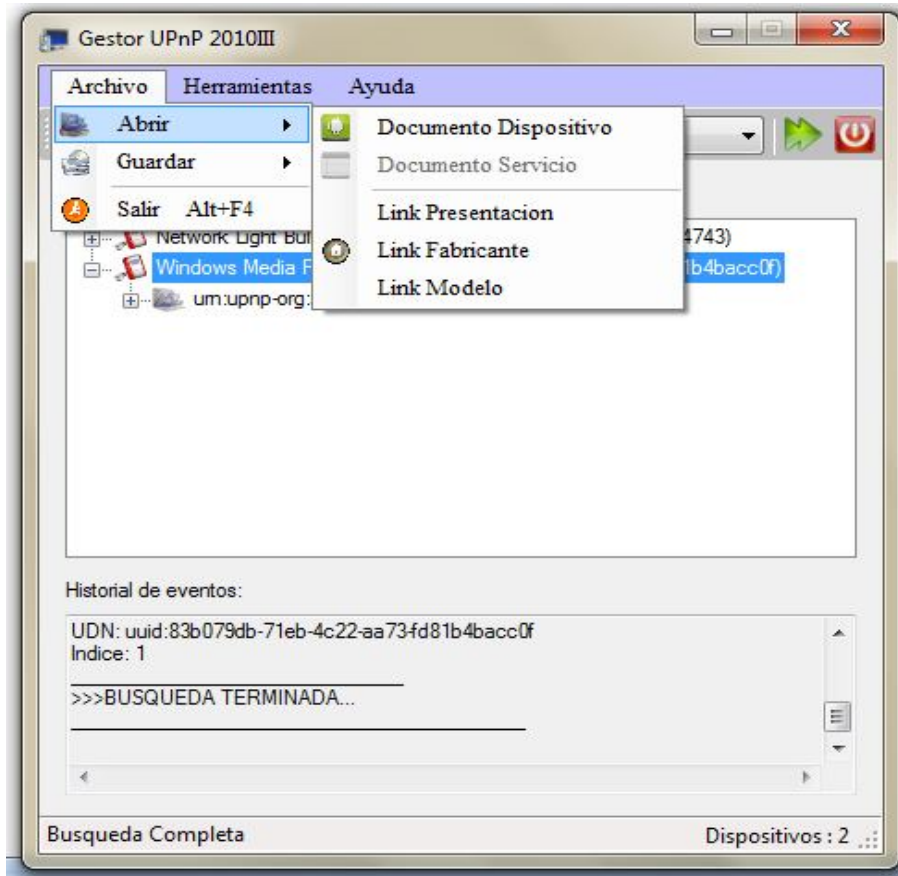 Gestor UPnP 2010III
Archivo Herramientas Ayuda
Abrir
Guardar
Salir Alt+F4
Documento Dispositivo
Documento Servicio
Link Presentacion
Link Fabricante
Link Modelo
Network Light 4743)
Windows Media 1b4bacc0f)
urn:upnp-org:
Historial de eventos:
UDN: uuid:83b079db-71eb-4c22-aa73-fd81b4bacc0f
Indice: 1
>>>BUSQUEDA TERMINADA...
Busqueda Completa Dispositivos : 2